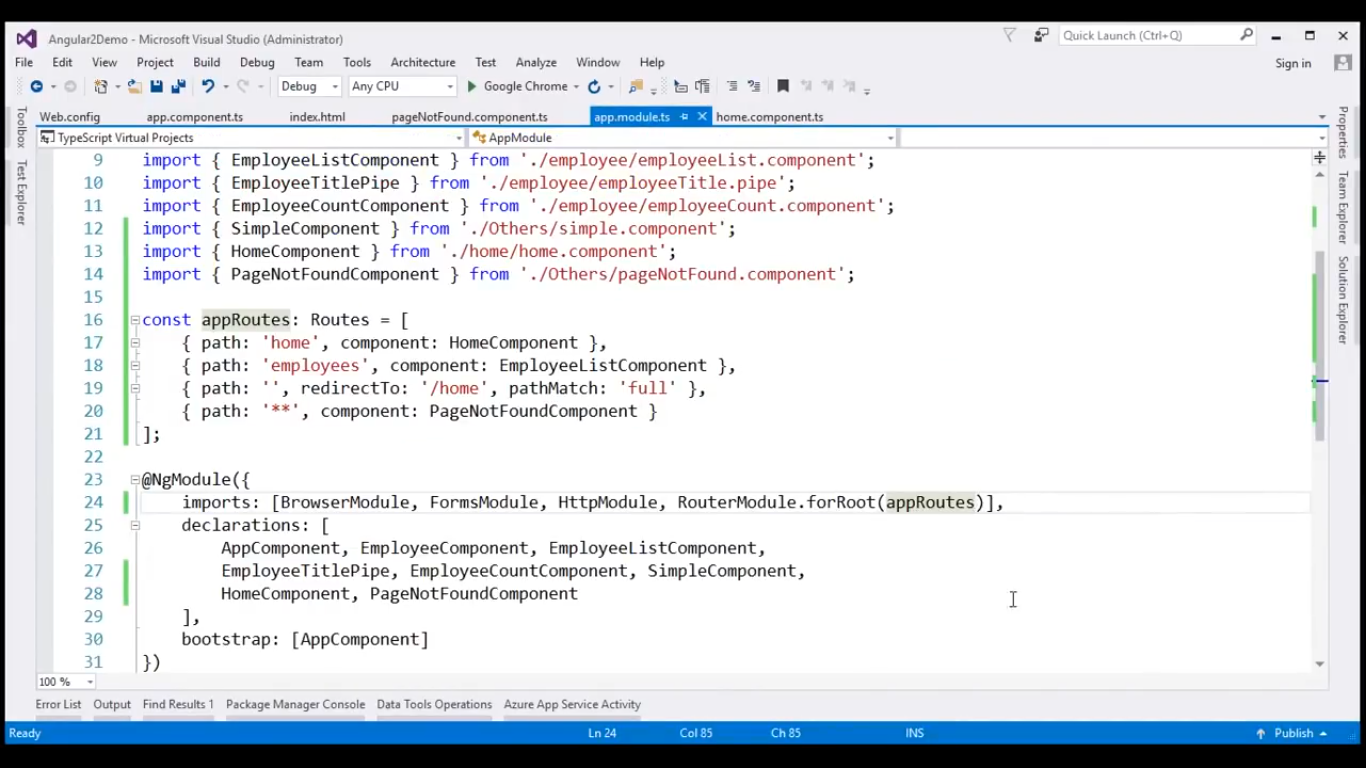 Angular2Demo - Microsoft Visual Studio (Administrator)
Quick Launch (Ctrl+Q)
File Edit View Project Build Debug Team Tools Architecture Test Analyze Window Help
Sign in
Debug Any CPU Google Chrome
Web.config app.component.ts index.html pageNotFound.component.ts app.module.ts home.component.ts
TypeScript Virtual Projects AppModule
Toolbox
Test Explorer
9 import { EmployeeListComponent } from './employee/employeeList.component';
10 import { EmployeeTitlePipe } from './employee/employeeTitle.pipe';
11 import { EmployeeCountComponent } from './employee/employeeCount.component';
12 import { SimpleComponent } from './Others/simple.component';
13 import { HomeComponent } from './home/home.component';
14 import { PageNotFoundComponent } from './Others/pageNotFound.component';
15
16 const appRoutes: Routes = [
17 { path: 'home', component: HomeComponent },
18 { path: 'employees', component: EmployeeListComponent },
19 { path: '', redirectTo: '/home', pathMatch: 'full' },
20 { path: '**', component: PageNotFoundComponent }
21 ];
22
23 @NgModule({
24 imports: [BrowserModule, FormsModule, HttpModule, RouterModule.forRoot(appRoutes)],
25 declarations: [
26 AppComponent, EmployeeComponent, EmployeeListComponent,
27 EmployeeTitlePipe, EmployeeCountComponent, SimpleComponent,
28 HomeComponent, PageNotFoundComponent
29 ],
30 bootstrap: [AppComponent]
31 })
Properties
Team Explorer
Solution Explorer
100 %
Error List Output Find Results 1 Package Manager Console Data Tools Operations Azure App Service Activity
Ready Ln 24 Col 85 Ch 85 INS Publish